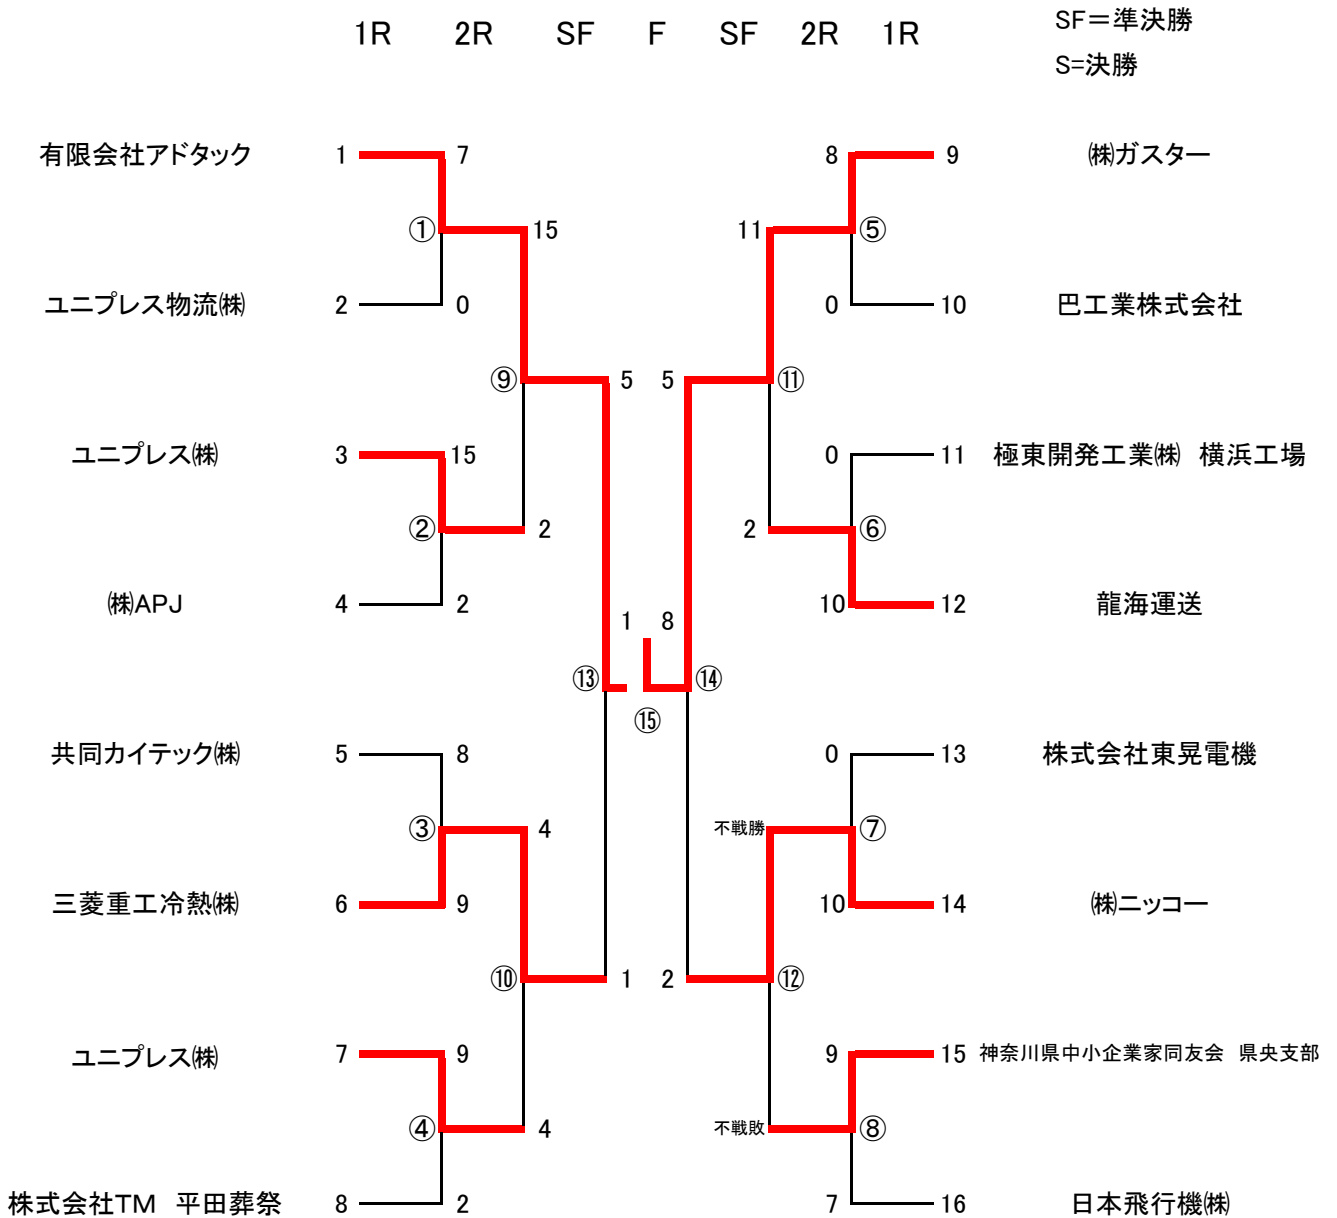 1R 2R SF F SF 2R 1R SF＝準決勝
S=決勝
有限会社アドタック 1 7 8 9 ㈱ガスター
① 15 11 ⑤
ユニプレス物流㈱ 2 0 0 10 巴工業株式会社
⑨ 5 5 ⑪
ユニプレス㈱ 3 15 0 11 極東開発工業㈱　横浜工場
② 2 2 ⑥
㈱APJ 4 2 10 12 龍海運送
1 8
⑬ ⑭
⑮
共同カイテック㈱ 5 8 0 13 株式会社東晃電機
③ 4 不戦勝 ⑦
三菱重工冷熱㈱ 6 9 10 14 ㈱ニッコー
⑩ 1 2 ⑫
ユニプレス㈱ 7 9 9 15 神奈川県中小企業家同友会　県央支部
④ 4 不戦敗 ⑧
株式会社TM　平田葬祭 8 2 7 16 日本飛行機㈱